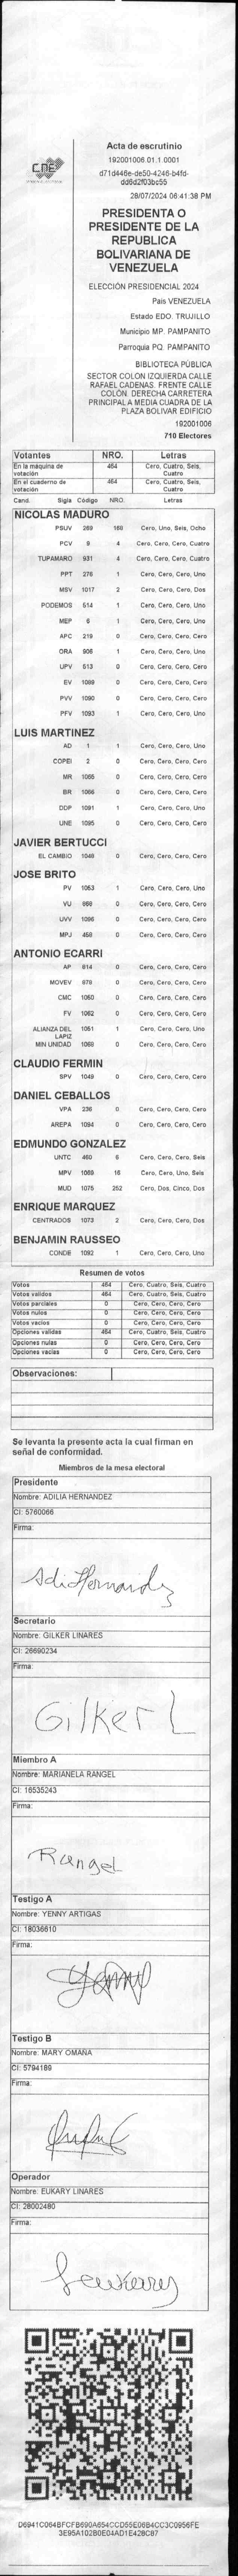 Acta de escrutinio
192001006.01.1.0001
d71d446e-de50-4246-b4fd-
dd6d2f03bc55
28/07/2024 06:41:38 PM
CNE
PRESIDENTA O
PRESIDENTE DE LA
REPUBLICA
BOLIVARIANA DE
VENEZUELA
ELECCIÓN PRESIDENCIAL 2024
País VENEZUELA
Estado EDO. TRUJILLO
Municipio MP. PAMPANITO
Parroquia PQ. PAMPANITO
BIBLIOTECA PÚBLICA
SECTOR COLON IZQUIERDA CALLE
RAFAEL CADENAS. FRENTE CALLE
COLÓN. DERECHA CARRETERA
PRINCIPAL A MEDIA CUADRA DE LA
PLAZA BOLIVAR EDIFICIO
192001006
710 Electores
Votantes NRO. Letras
En la máquina de votación 464 Cero, Cuatro, Seis, Cuatro
En el cuaderno de votación 464 Cero, Cuatro, Seis, Cuatro
Cand. Sigla Código NRO. Letras
NICOLAS MADURO
PSUV 269 168 Cero, Uno, Seis, Ocho
PCV 9 4 Cero, Cero, Cero, Cuatro
TUPAMARO 931 4 Cero, Cero, Cero, Cuatro
PPT 276 1 Cero, Cero, Cero, Uno
MSV 1017 2 Cero, Cero, Cero, Dos
PODEMOS 514 1 Cero, Cero, Cero, Uno
MEP 6 1 Cero, Cero, Cero, Uno
APC 219 0 Cero, Cero, Cero, Cero
ORA 906 1 Cero, Cero, Cero, Uno
UPV 513 0 Cero, Cero, Cero, Cero
EV 1089 0 Cero, Cero, Cero, Cero
PVV 1090 0 Cero, Cero, Cero, Cero
PFV 1093 1 Cero, Cero, Cero, Uno
LUIS MARTINEZ
AD 1 1 Cero, Cero, Cero, Uno
COPEI 2 0 Cero, Cero, Cero, Cero
MR 1065 0 Cero, Cero, Cero, Cero
BR 1066 0 Cero, Cero, Cero, Cero
DDP 1091 1 Cero, Cero, Cero, Uno
UNE 1095 0 Cero, Cero, Cero, Cero
JAVIER BERTUCCI
EL CAMBIO 1048 0 Cero, Cero, Cero, Cero
JOSE BRITO
PV 1053 1 Cero, Cero, Cero, Uno
VU 868 0 Cero, Cero, Cero, Cero
UVV 1096 0 Cero, Cero, Cero, Cero
MPJ 458 0 Cero, Cero, Cero, Cero
ANTONIO ECARRI
AP 814 0 Cero, Cero, Cero, Cero
MOVEV 678 0 Cero, Cero, Cero, Cero
CMC 1050 0 Cero, Cero, Cero, Cero
FV 1062 0 Cero, Cero, Cero, Cero
ALIANZA DEL LAPIZ 1051 1 Cero, Cero, Cero, Uno
MIN UNIDAD 1068 0 Cero, Cero, Cero, Cero
CLAUDIO FERMIN
SPV 1049 0 Cero, Cero, Cero, Cero
DANIEL CEBALLOS
VPA 236 0 Cero, Cero, Cero, Cero
AREPA 1094 0 Cero, Cero, Cero, Cero
EDMUNDO GONZALEZ
UNTC 460 6 Cero, Cero, Cero, Seis
MPV 1069 16 Cero, Cero, Uno, Seis
MUD 1075 252 Cero, Dos, Cinco, Dos
ENRIQUE MARQUEZ
CENTRADOS 1073 2 Cero, Cero, Cero, Dos
BENJAMIN RAUSSEO
CONDE 1092 1 Cero, Cero, Cero, Uno
Resumen de votos
Votos 464 Cero, Cuatro, Seis, Cuatro
Votos validos 464 Cero, Cuatro, Seis, Cuatro
Votos parciales 0 Cero, Cero, Cero, Cero
Votos nulos 0 Cero, Cero, Cero, Cero
Votos vacíos 0 Cero, Cero, Cero, Cero
Opciones validas 464 Cero, Cuatro, Seis, Cuatro
Opciones nulas 0 Cero, Cero, Cero, Cero
Opciones vacias 0 Cero, Cero, Cero, Cero
Observaciones:
Se levanta la presente acta la cual firman en
señal de conformidad.
Miembros de la mesa electoral
Presidente
Nombre: ADILIA HERNANDEZ
CI: 5760066
Firma:
Adi Hernandez
Secretario
Nombre: GILKER LINARES
CI: 26690234
Firma:
Gilker L
Miembro A
Nombre: MARIANELA RANGEL
CI: 16535243
Firma:
Rangel
Testigo A
Nombre: YENNY ARTIGAS
CI: 18036610
Firma:
Testigo B
Nombre: MARY OMAÑA
CI: 5794189
Firma:
Operador
Nombre: EUKARY LINARES
CI: 28002480
Firma:
D6941C064BFCFB690A654CCD55E06B4CC3C0956FE
3E95A102B0E04AD1E428C87